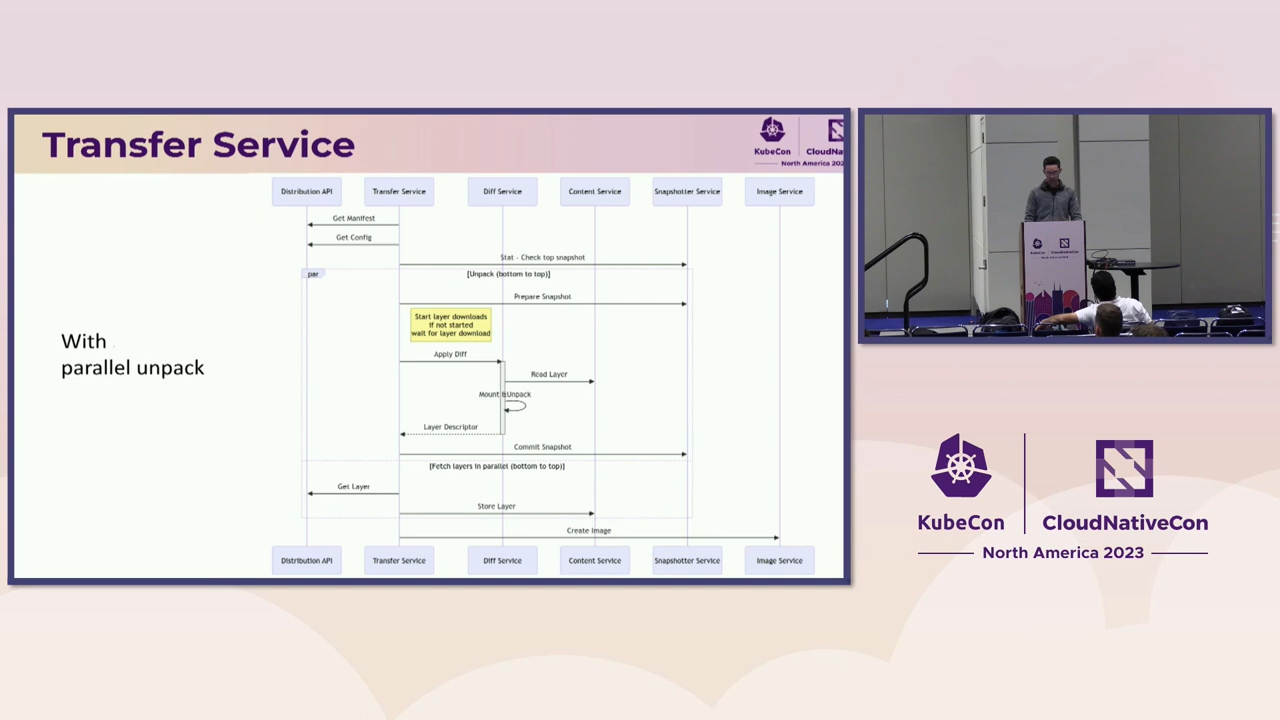 Transfer Service
KubeCon
CloudNa
North America 202
With
parallel unpack
Distribution API
Transfer Service
Diff Service
Content Service
Snapshotter Service
Image Service
Get Manifest
Get Config
Stat - Check top snapshot
par
[Unpack (bottom to top)]
Prepare Snapshot
Start layer downloads
if not started
wait for layer download
Apply Diff
Read Layer
Mount & Unpack
Layer Descriptor
Commit Snapshot
[Fetch layers in parallel (bottom to top)]
Get Layer
Store Layer
Create Image
Distribution API
Transfer Service
Diff Service
Content Service
Snapshotter Service
Image Service
KubeCon
CloudNativeCon
North America 2023